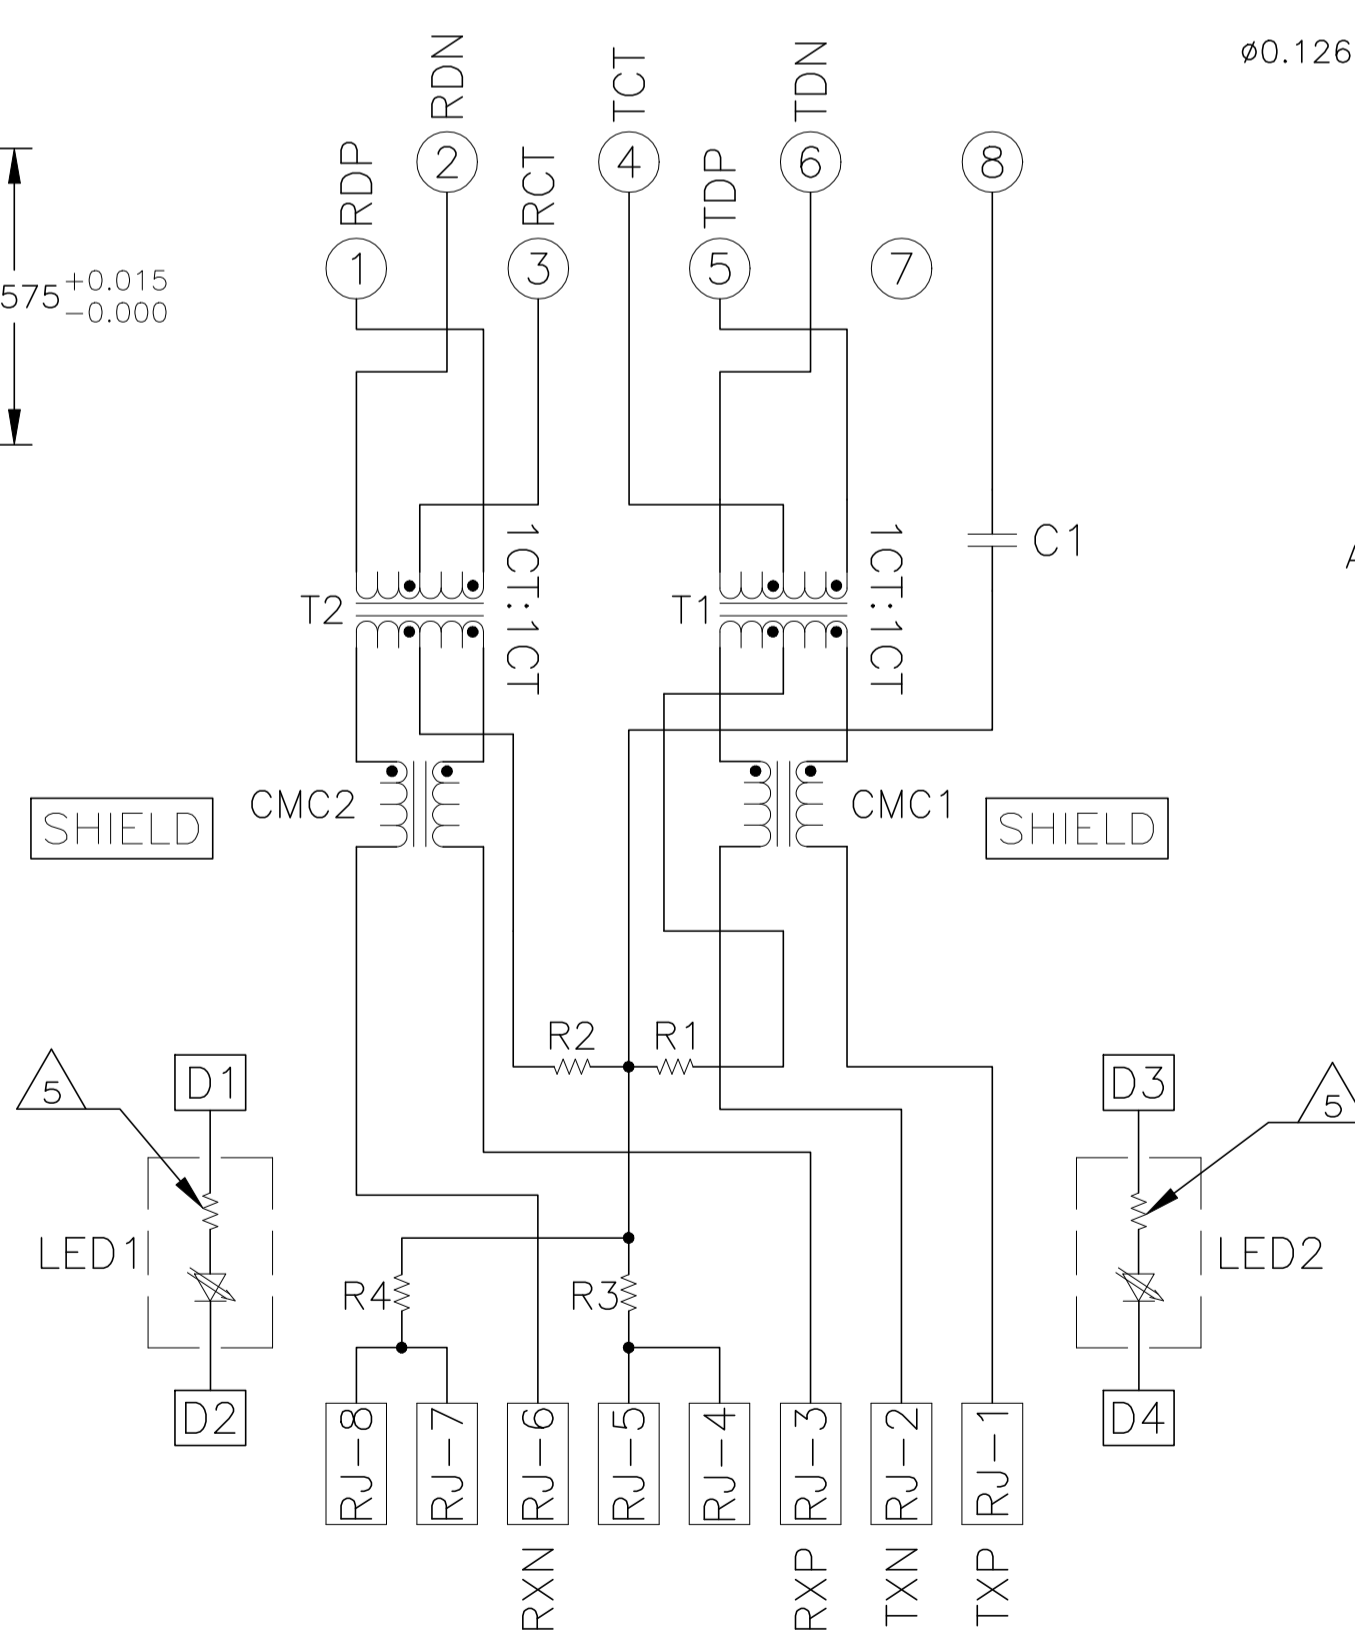 ø0.126
RDN
TCT
TDN
RDP
RCT
TDP
2
4
6
8
1
3
5
7
575 +0.015
-0.000
C1
1CT:1CT
1CT:1CT
T2
T1
CMC2
CMC1
SHIELD
SHIELD
R2
R1
5
D1
D3
5
LED1
LED2
R4
R3
D2
D4
RJ-8
RJ-7
RJ-6
RJ-5
RJ-4
RJ-3
RJ-2
RJ-1
RXN
RXP
TXN
TXP